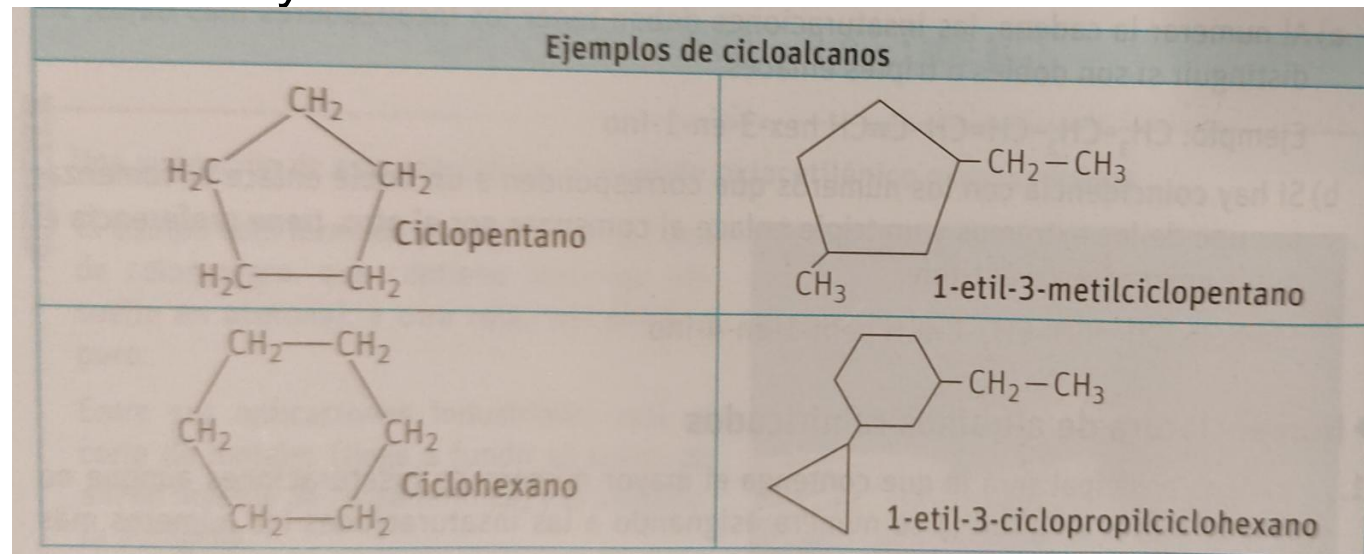 Ejemplos de cicloalcanos
CH₂
H₂C
CH₂
Ciclopentano
H₂C
CH₂
CH₂—CH₃
CH₃
1-etil-3-metilciclopentano
CH₂—CH₂
CH₂
CH₂
Ciclohexano
CH₂—CH₂
CH₂—CH₃
1-etil-3-ciclopropilciclohexano